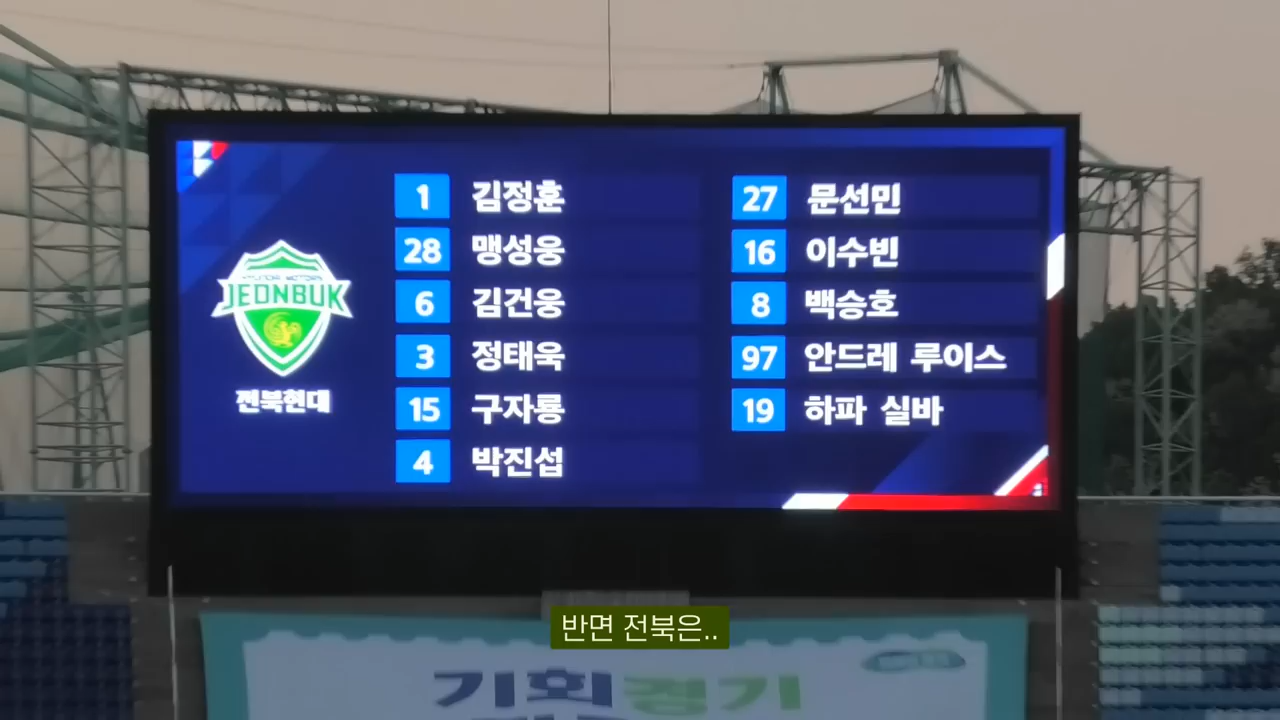 JEONBUK
전북현대
1 김정훈
28 맹성웅
6 김건웅
3 정태욱
15 구자룡
4 박진섭
27 문선민
16 이수빈
8 백승호
97 안드레 루이스
19 하파 실바
반면 전북은..
기회경기